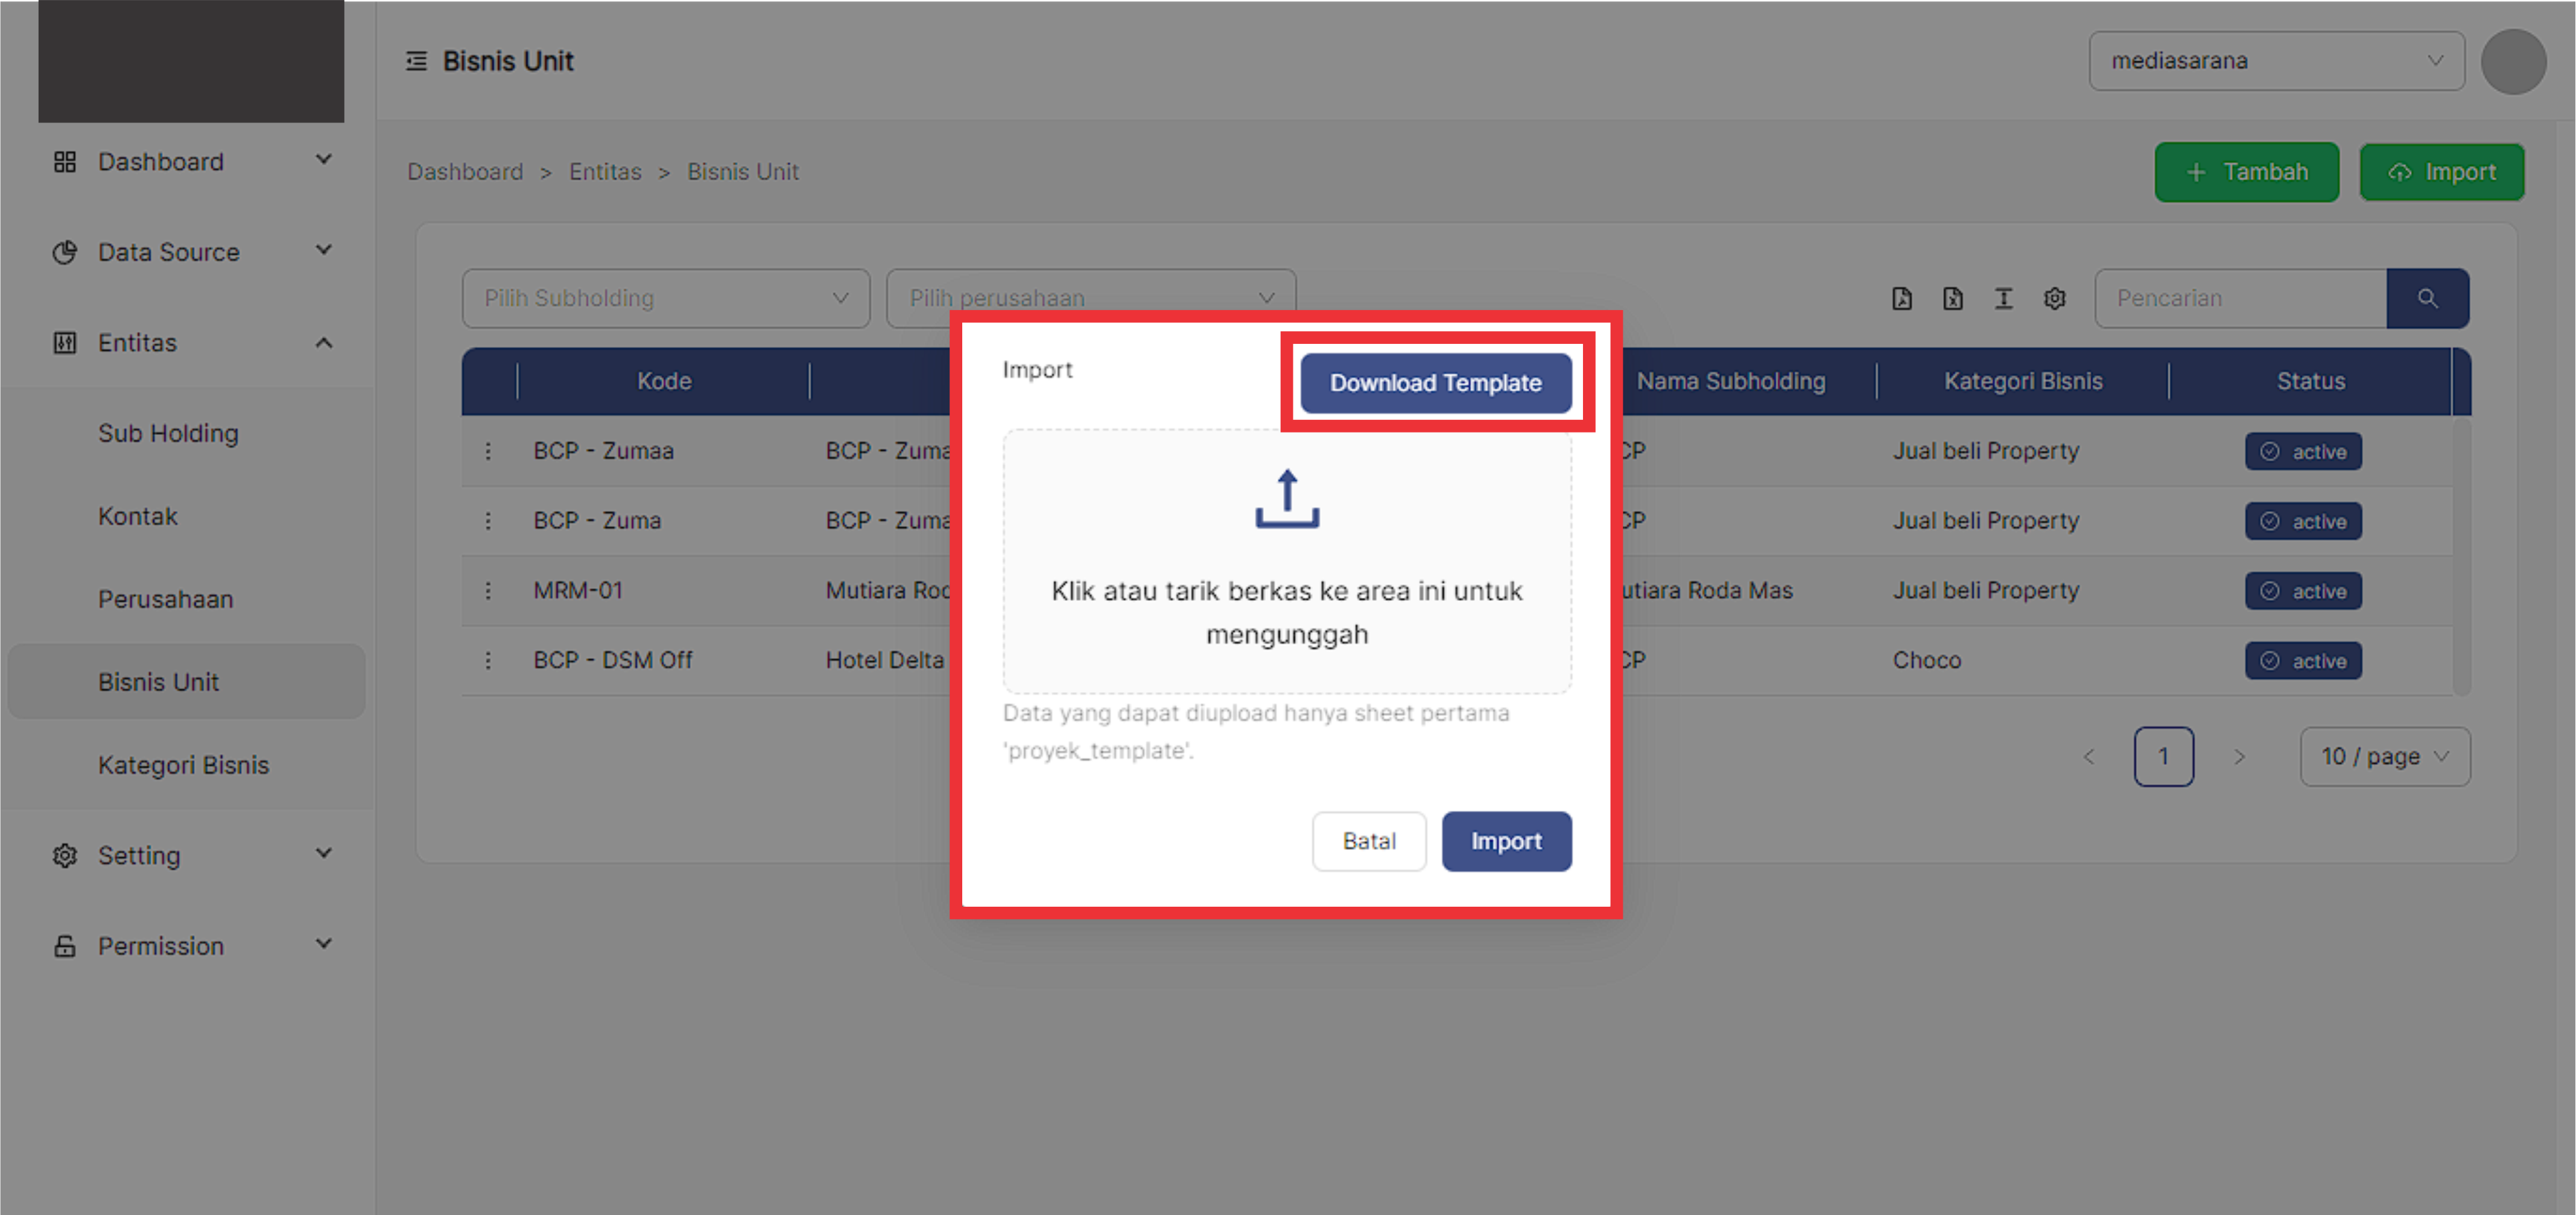 Bisnis Unit
mediasarana
Dashboard
Data Source
Entitas
Sub Holding
Kontak
Perusahaan
Bisnis Unit
Kategori Bisnis
Setting
Permission
Dashboard > Entitas > Bisnis Unit
+ Tambah
Import
Pilih Subholding
Pilih perusahaan
Pencarian
Kode
Nama Subholding
Kategori Bisnis
Status
BCP - Zumaa
BCP - Zuma
CP
Jual beli Property
active
BCP - Zuma
BCP - Zuma
CP
Jual beli Property
active
MRM-01
Mutiara Rod
utiara Roda Mas
Jual beli Property
active
BCP - DSM Off
Hotel Delta
CP
Choco
active
< 1 >
10 / page
Import
Download Template
Klik atau tarik berkas ke area ini untuk
mengunggah
Data yang dapat diupload hanya sheet pertama
'proyek_template'.
Batal
Import